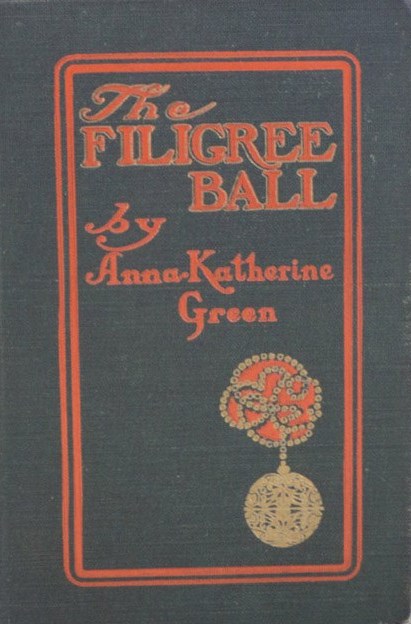 The
FILIGREE
BALL
by
Anna-Katherine
Green